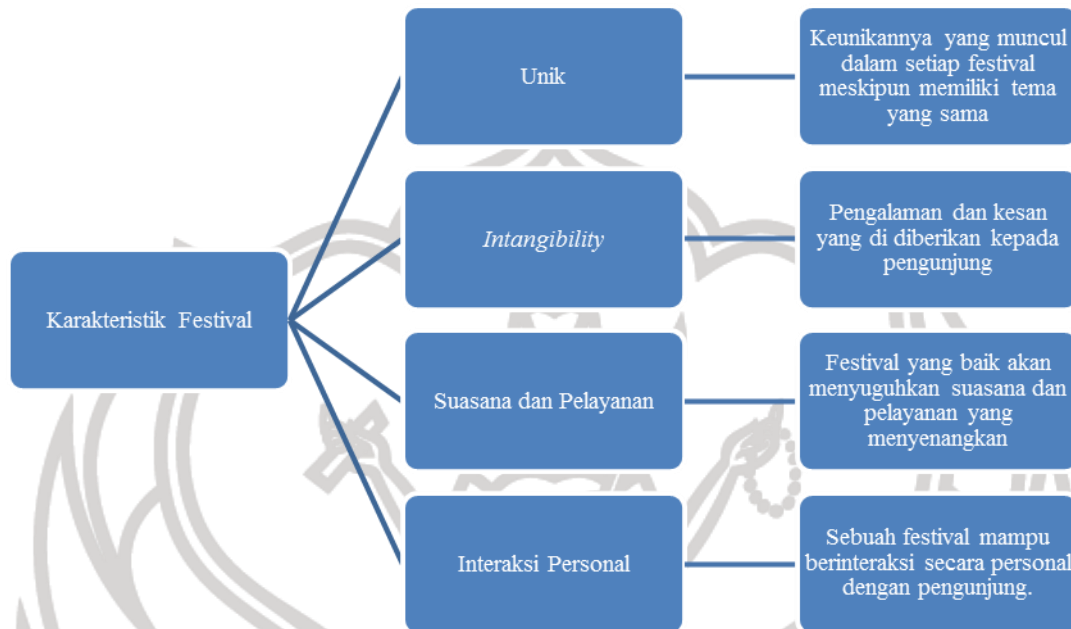 Karakteristik Festival
Unik
Keunikannya yang muncul
dalam setiap festival
meskipun memiliki tema
yang sama
Intangibility
Pengalaman dan kesan
yang di diberikan kepada
pengunjung
Suasana dan Pelayanan
Festival yang baik akan
menyuguhkan suasana dan
pelayanan yang
menyenangkan
Interaksi Personal
Sebuah festival mampu
berinteraksi secara personal
dengan pengunjung.